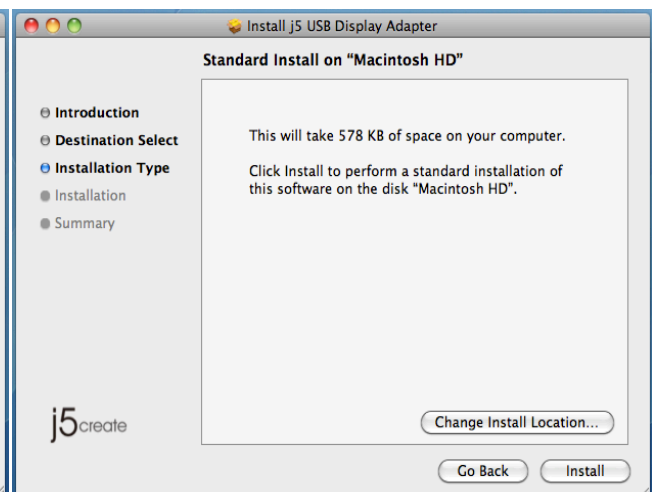 Install j5 USB Display Adapter
Standard Install on “Macintosh HD”
Introduction
Destination Select
Installation Type
Installation
Summary
This will take 578 KB of space on your computer.
Click Install to perform a standard installation of
this software on the disk “Macintosh HD”.
j5create
Change Install Location...
Go Back
Install